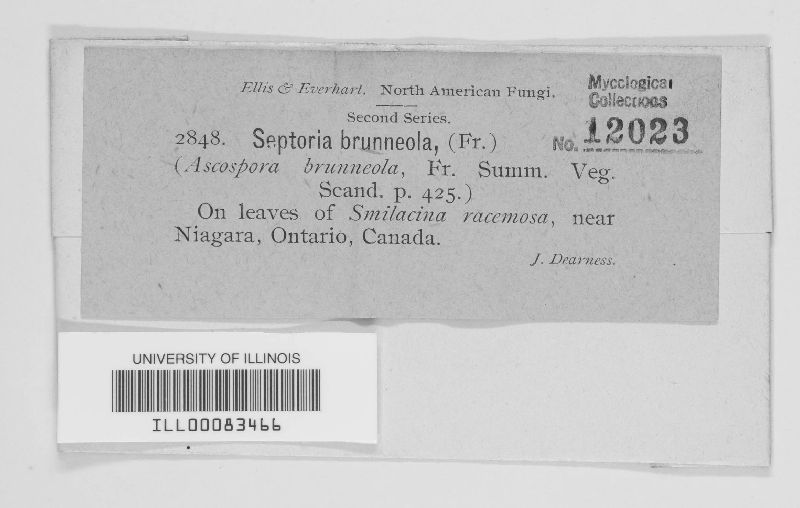 Ellis & Everhart. North American Fungi.
Second Series.
Mycological
Collections
No. 12023
2848. Septoria brunneola, (Fr.)
(Ascospora brunneola, Fr. Summ. Veg.
Scand. p. 425.)
On leaves of Smilacina racemosa, near
Niagara, Ontario, Canada.
J. Dearness.
UNIVERSITY OF ILLINOIS
ILL00083466